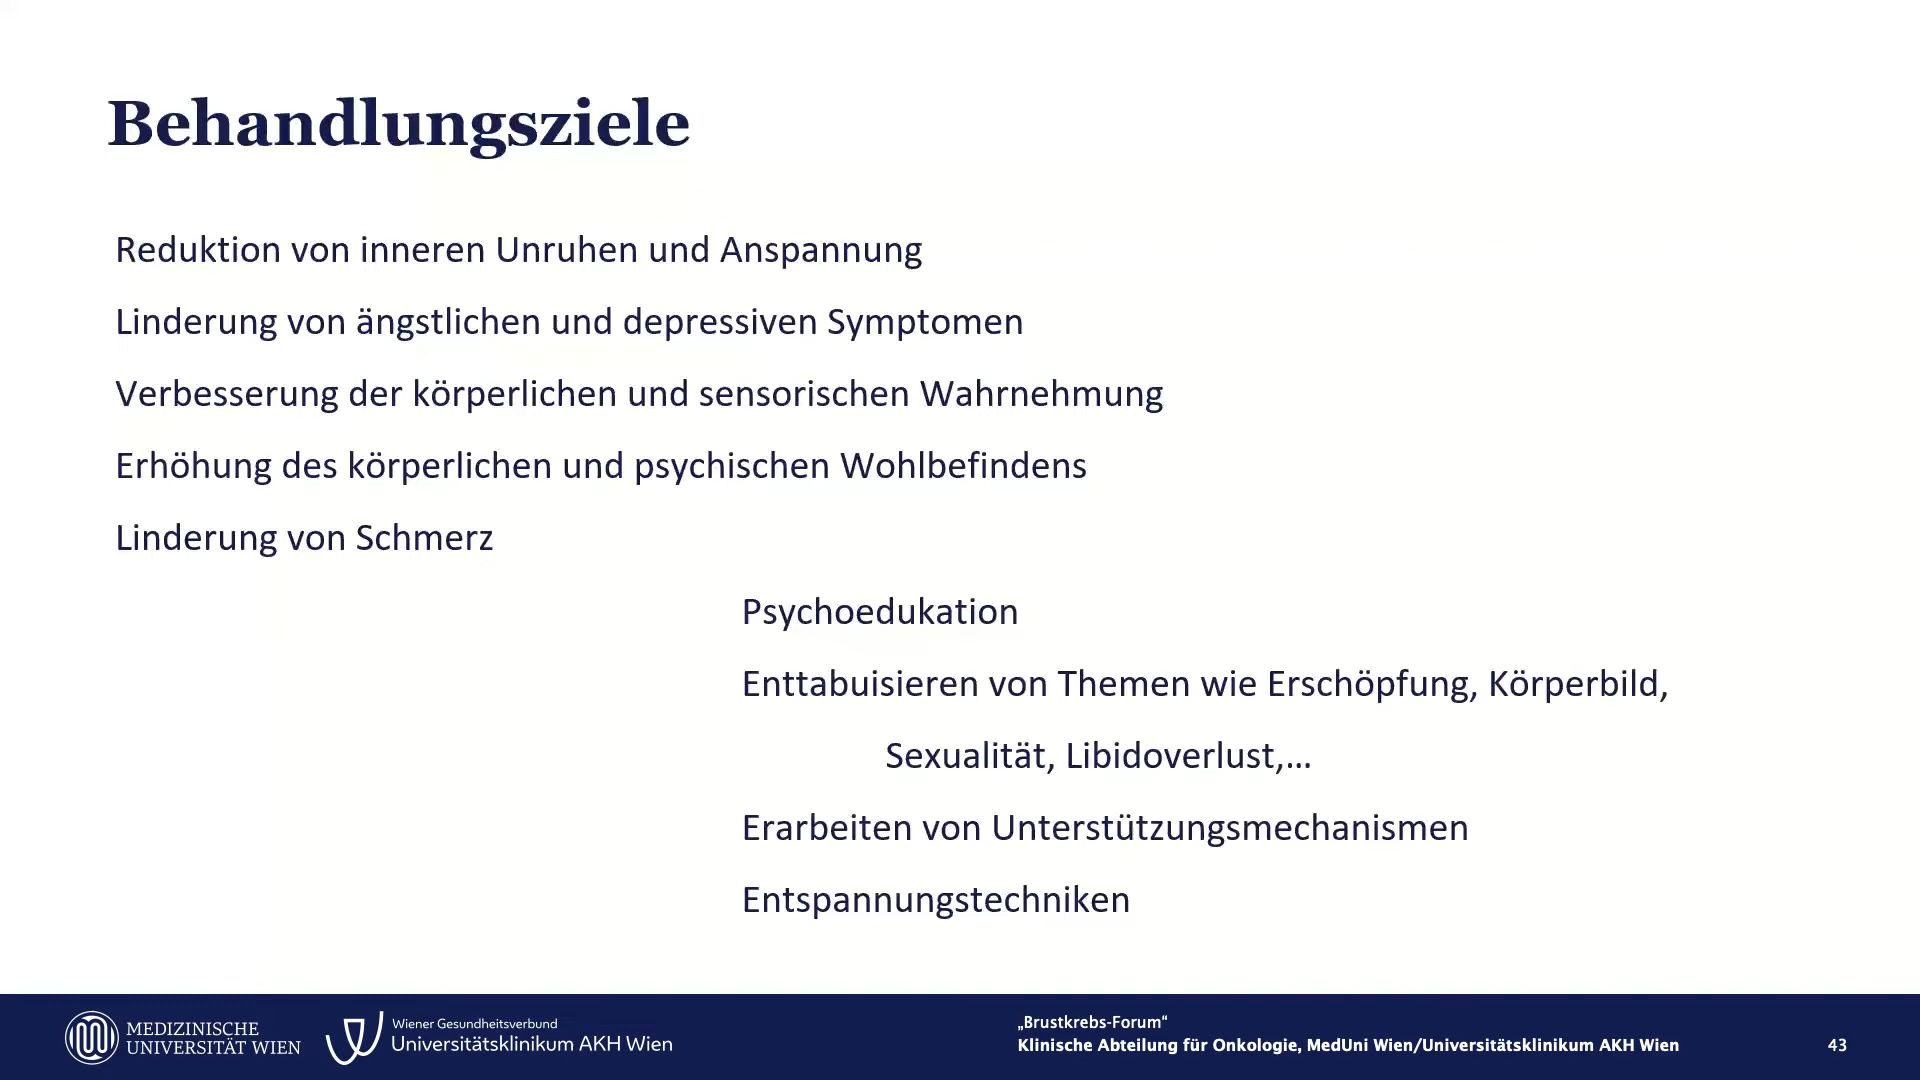 Behandlungsziele
Reduktion von inneren Unruhen und Anspannung
Linderung von ängstlichen und depressiven Symptomen
Verbesserung der körperlichen und sensorischen Wahrnehmung
Erhöhung des körperlichen und psychischen Wohlbefindens
Linderung von Schmerz
Psychoedukation
Enttabuisieren von Themen wie Erschöpfung, Körperbild,
Sexualität, Libidoverlust,…
Erarbeiten von Unterstützungsmechanismen
Entspannungstechniken
MEDIZINISCHE
UNIVERSITÄT WIEN
Wiener Gesundheitsverbund
Universitätsklinikum AKH Wien
„Brustkrebs-Forum“
Klinische Abteilung für Onkologie, MedUni Wien/Universitätsklinikum AKH Wien
43